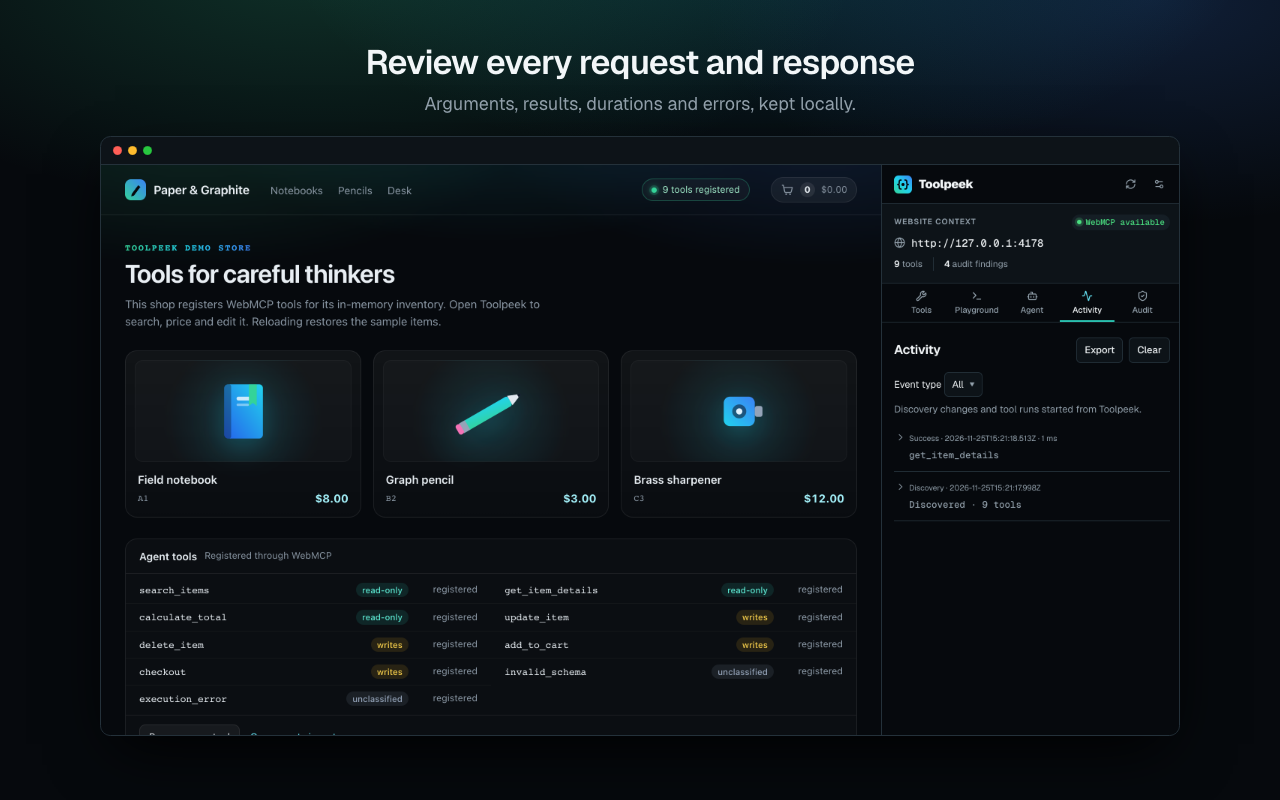 Review every request and response
Arguments, results, durations and errors, kept locally.
Paper & Graphite
Notebooks
Pencils
Desk
9 tools registered
0
$0.00
TOOLPEEK DEMO STORE
Tools for careful thinkers
This shop registers WebMCP tools for its in-memory inventory. Open Toolpeek to
search, price and edit it. Reloading restores the sample items.
Field notebook
A1
$8.00
Graph pencil
B2
$3.00
Brass sharpener
C3
$12.00
Agent tools
Registered through WebMCP
search_items
read-only
registered
get_item_details
read-only
registered
calculate_total
read-only
registered
update_item
writes
registered
delete_item
writes
registered
add_to_cart
writes
registered
checkout
writes
registered
invalid_schema
unclassified
registered
execution_error
unclassified
registered
Toolpeek
WEBSITE CONTEXT
WebMCP available
http://127.0.0.1:4178
9 tools
4 audit findings
Tools
Playground
Agent
Activity
Audit
Activity
Export
Clear
Event type
All
Discovery changes and tool runs started from Toolpeek.
Success · 2026-11-25T15:21:18.513Z · 1 ms
get_item_details
Discovery · 2026-11-25T15:21:17.998Z
Discovered · 9 tools